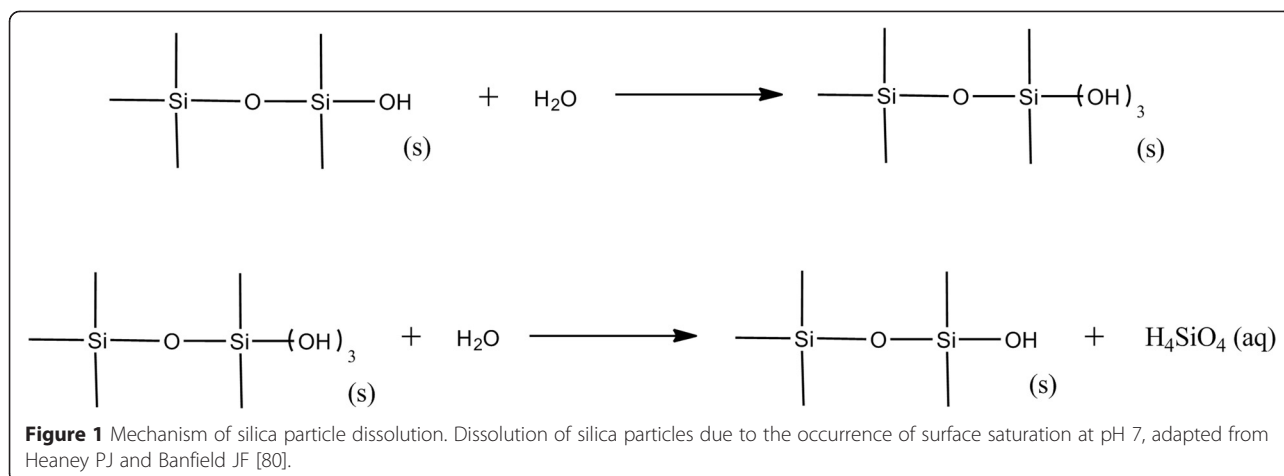 Si O Si OH (s) + H₂O Si O Si (OH)₃ (s)
Si O Si (OH)₃ (s) + H₂O Si O Si OH (s) + H₄SiO₄ (aq)
Figure 1 Mechanism of silica particle dissolution. Dissolution of silica particles due to the occurrence of surface saturation at pH 7, adapted from
Heaney PJ and Banfield JF [80].